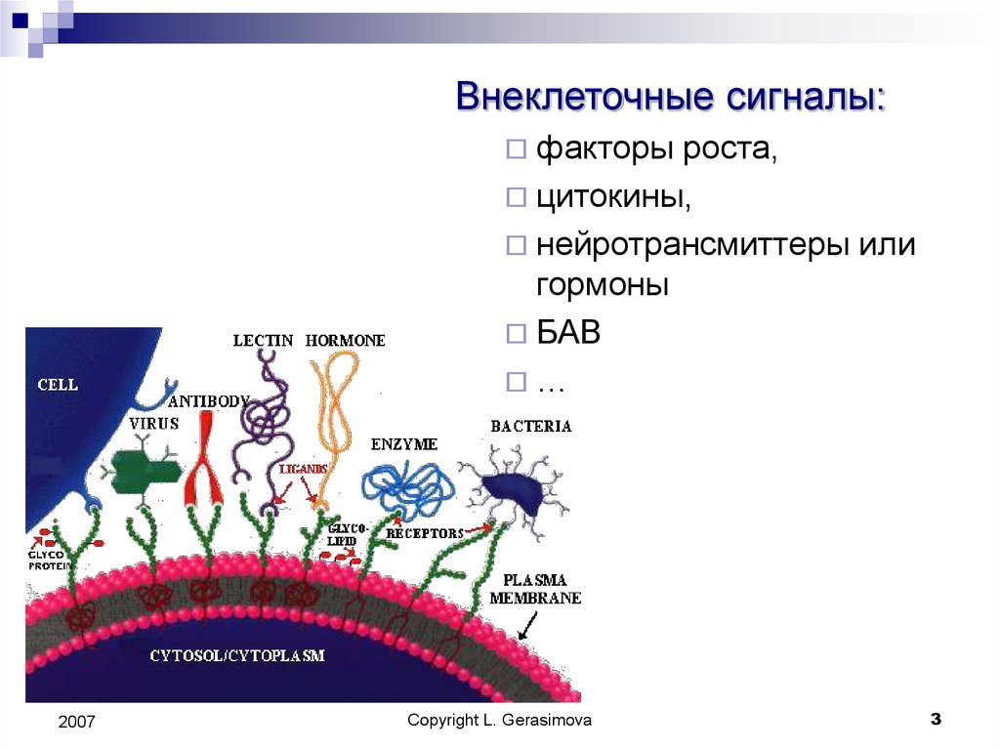 Внеклеточные сигналы:
факторы роста,
цитокины,
нейротрансмиттеры или
гормоны
БАВ
…
LECTIN HORMONE
CELL
ANTIBODY
VIRUS
BACTERIA
ENZYME
LIGANDS
GLYCO-
LIPID
RECEPTORS
GLYCO
PROTEIN
PLASMA
MEMBRANE
CYTOSOL/CYTOPLASM
2007
Copyright L. Gerasimova
3